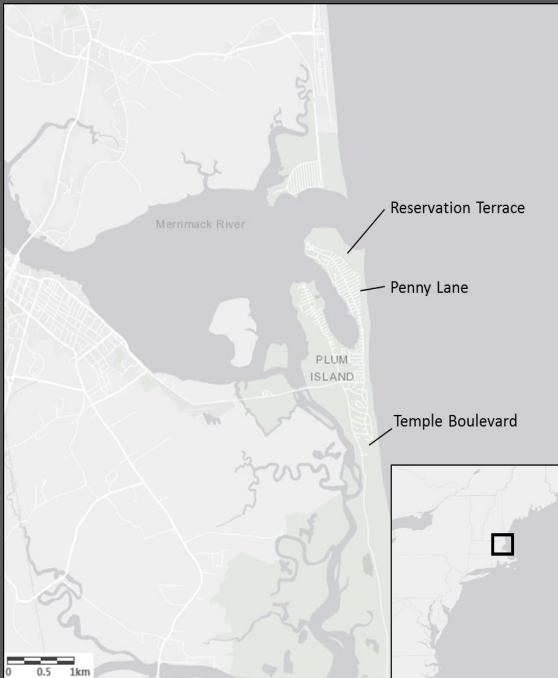 Reservation Terrace
Merrimack River
Penny Lane
PLUM
ISLAND
Temple Boulevard
0 0.5 1km